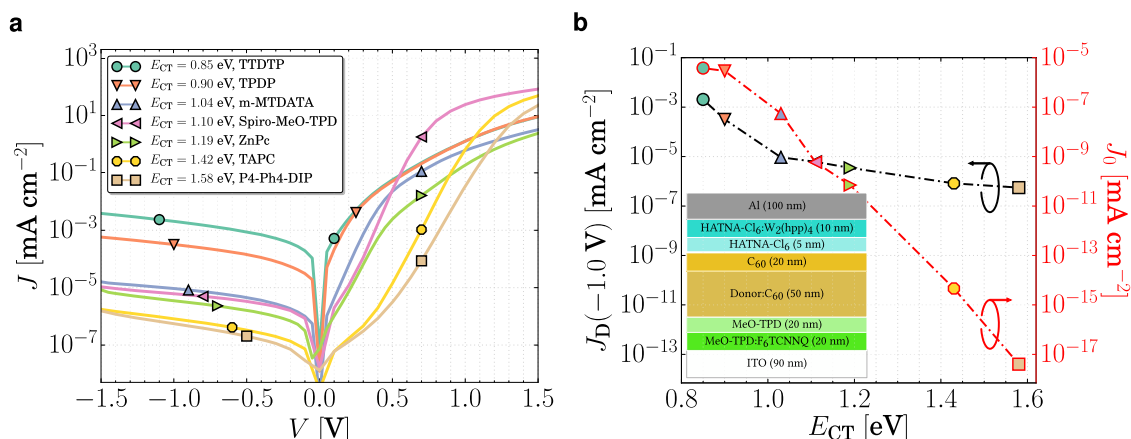 a
J [mA cm⁻²]
10³
10¹
10⁻¹
10⁻³
10⁻⁵
10⁻⁷
E_CT = 0.85 eV, TTDTP
E_CT = 0.90 eV, TPDP
E_CT = 1.04 eV, m-MTDATA
E_CT = 1.10 eV, Spiro-MeO-TPD
E_CT = 1.19 eV, ZnPc
E_CT = 1.42 eV, TAPC
E_CT = 1.58 eV, P4-Ph4-DIP
−1.5 −1.0 −0.5 0.0 0.5 1.0 1.5
V [V]
b
J_D(−1.0 V) [mA cm⁻²]
10⁻¹
10⁻³
10⁻⁵
10⁻⁷
10⁻⁹
10⁻¹¹
10⁻¹³
Al (100 nm)
HATNA-Cl₆:W₂(hpp)₄ (10 nm)
HATNA-Cl₆ (5 nm)
C₆₀ (20 nm)
Donor:C₆₀ (50 nm)
MeO-TPD (20 nm)
MeO-TPD:F₆TCNNQ (20 nm)
ITO (90 nm)
0.8 1.0 1.2 1.4 1.6
E_CT [eV]
10⁻⁵
10⁻⁷
10⁻⁹
10⁻¹¹
10⁻¹³
10⁻¹⁵
10⁻¹⁷
J₀ [mA cm⁻²]